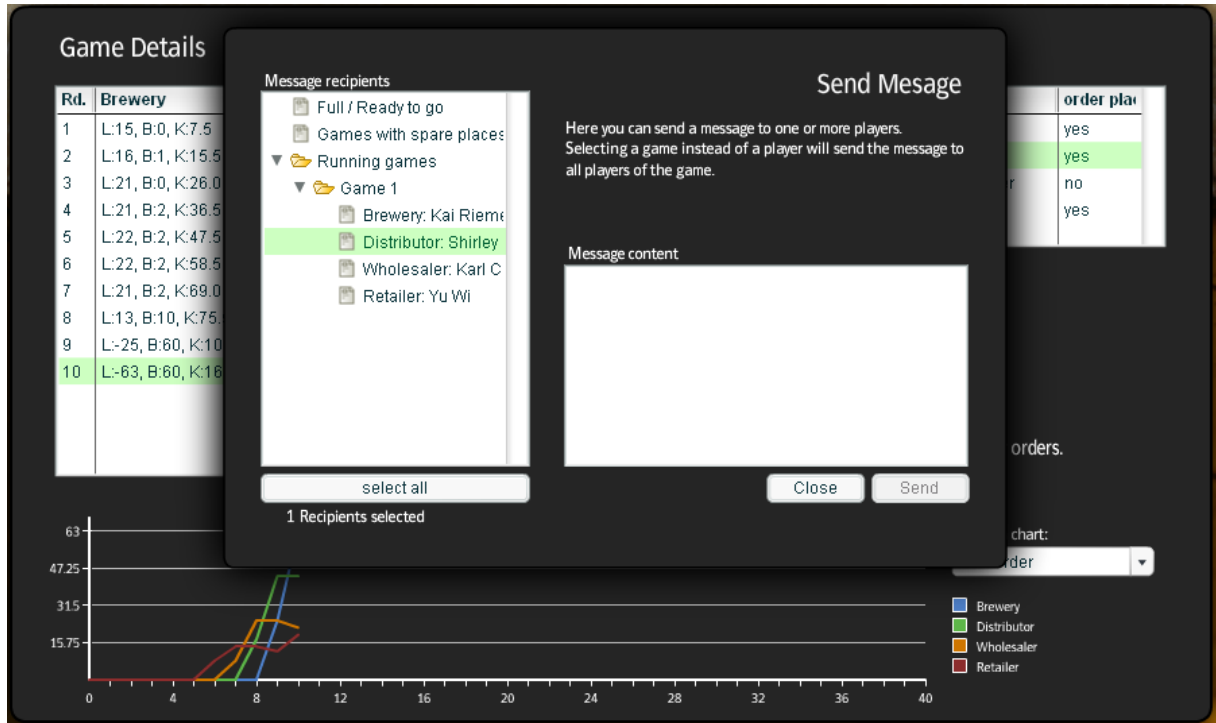 Game Details
Rd. Brewery
1 L:15, B:0, K:7.5
2 L:16, B:1, K:15.5
3 L:21, B:0, K:26.0
4 L:21, B:2, K:36.5
5 L:22, B:2, K:47.5
6 L:22, B:2, K:58.5
7 L:21, B:2, K:69.0
8 L:13, B:10, K:75.
9 L:-25, B:60, K:10
10 L:-63, B:60, K:16
Message recipients
Full / Ready to go
Games with spare places
Running games
Game 1
Brewery: Kai Rieme
Distributor: Shirley
Wholesaler: Karl C
Retailer: Yu Wi
select all
1 Recipients selected
Send Mesage
Here you can send a message to one or more players.
Selecting a game instead of a player will send the message to
all players of the game.
Message content
Close Send
order pla
yes
yes
r no
yes
orders.
chart:
rder
63
47.25
31.5
15.75
0 4 8 12 16 20 24 28 32 36 40
Brewery
Distributor
Wholesaler
Retailer